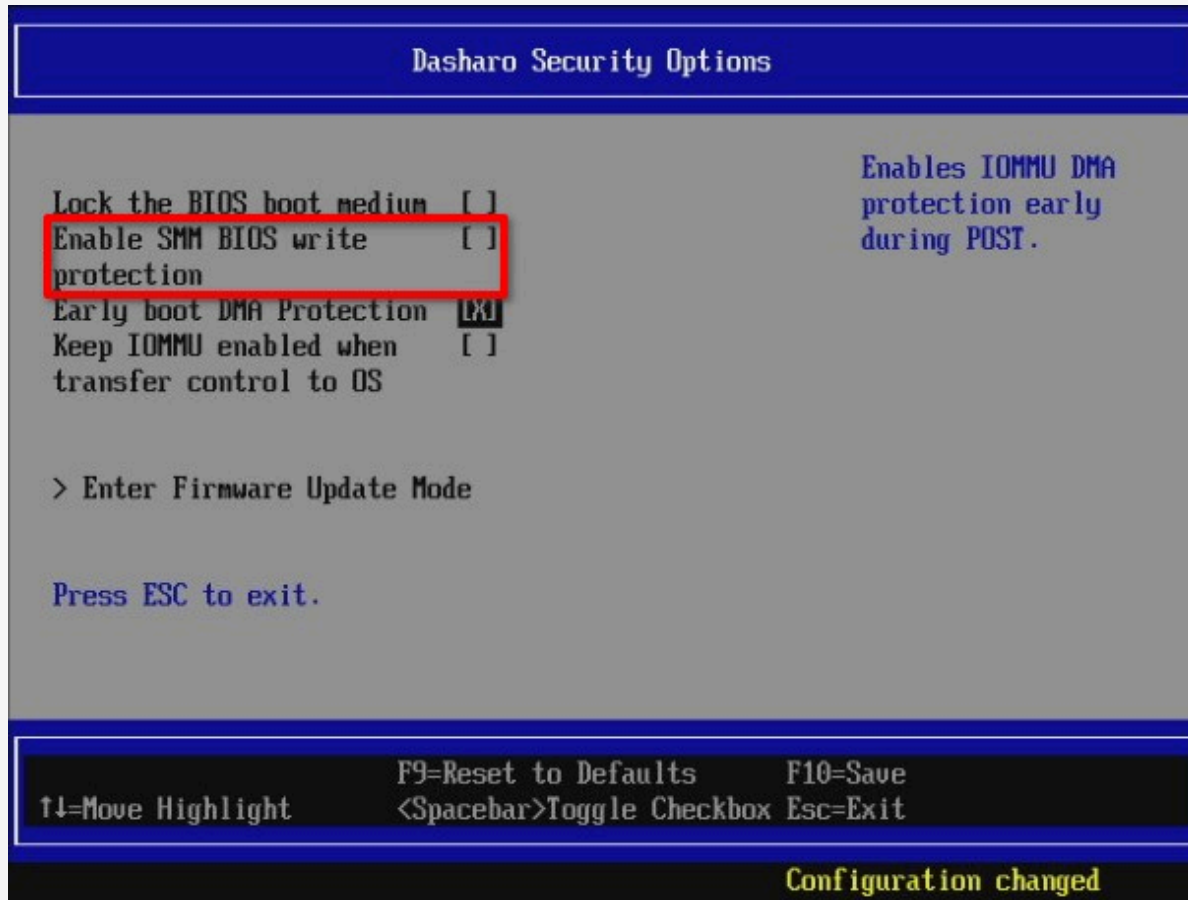 Dasharo Security Options
Lock the BIOS boot medium [ ]
Enable SMM BIOS write [ ]
protection
Early boot DMA Protection [X]
Keep IOMMU enabled when [ ]
transfer control to OS
> Enter Firmware Update Mode
Press ESC to exit.
Enables IOMMU DMA
protection early
during POST.
F9=Reset to Defaults F10=Save
↑↓=Move Highlight <Spacebar>Toggle Checkbox Esc=Exit
Configuration changed